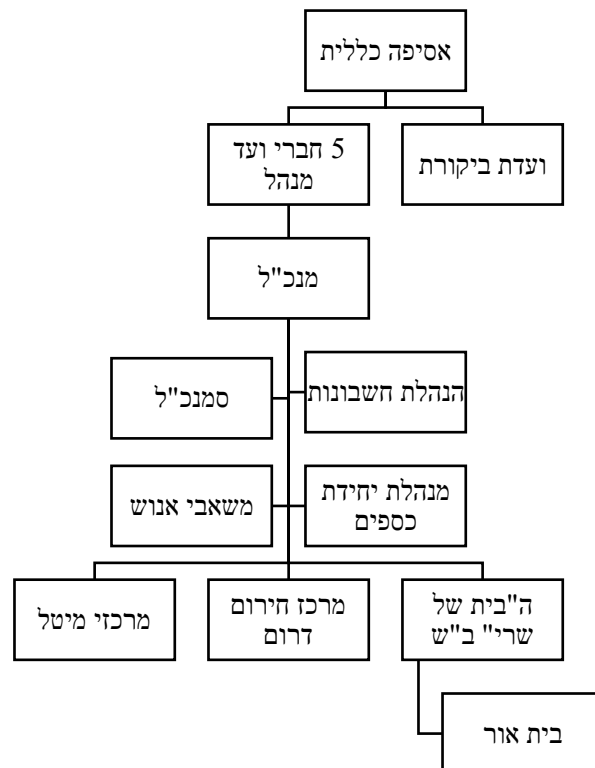 אסיפה כללית
ועדת ביקורת
5 חברי ועד
מנהל
מנכ"ל
הנהלת חשבונות
סמנכ"ל
מנהלת יחידת
כספים
משאבי אנוש
ה"בית של
שרי" ב"ש
מרכז חירום
דרום
מרכזי מיטל
בית אור